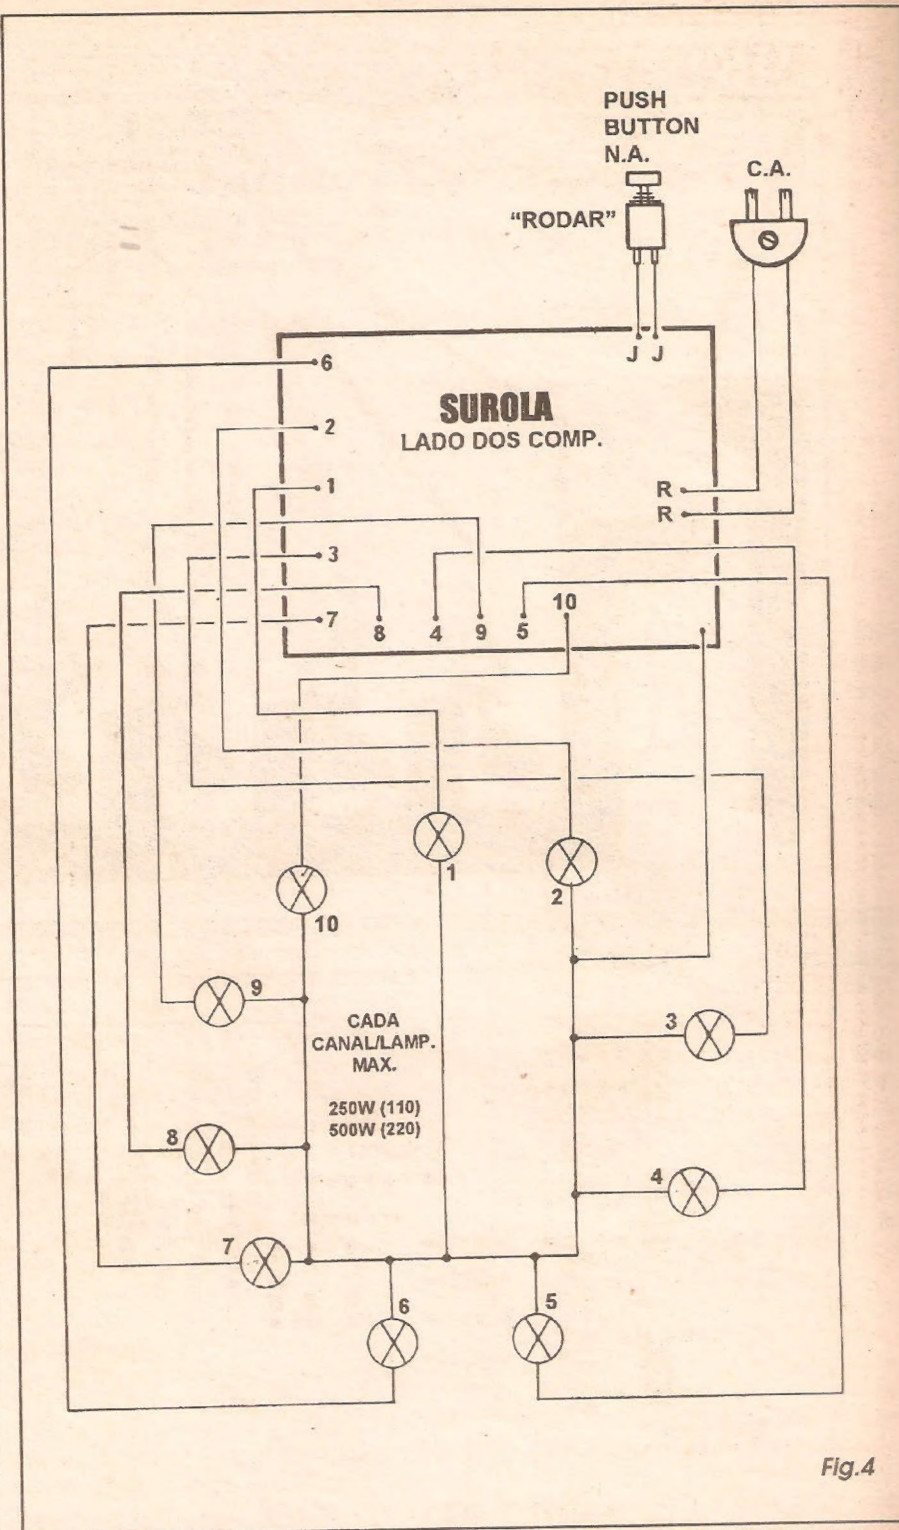 PUSH
BUTTON
N.A.
C.A.
“RODAR”
J J
6
SUROLA
2
LADO DOS COMP.
1
R
R
3
10
7
8 4 9 5
1
2
10
9
3
CADA
CANAL/LAMP.
MAX.
250W (110)
500W (220)
8
4
7
6
5
Fig.4